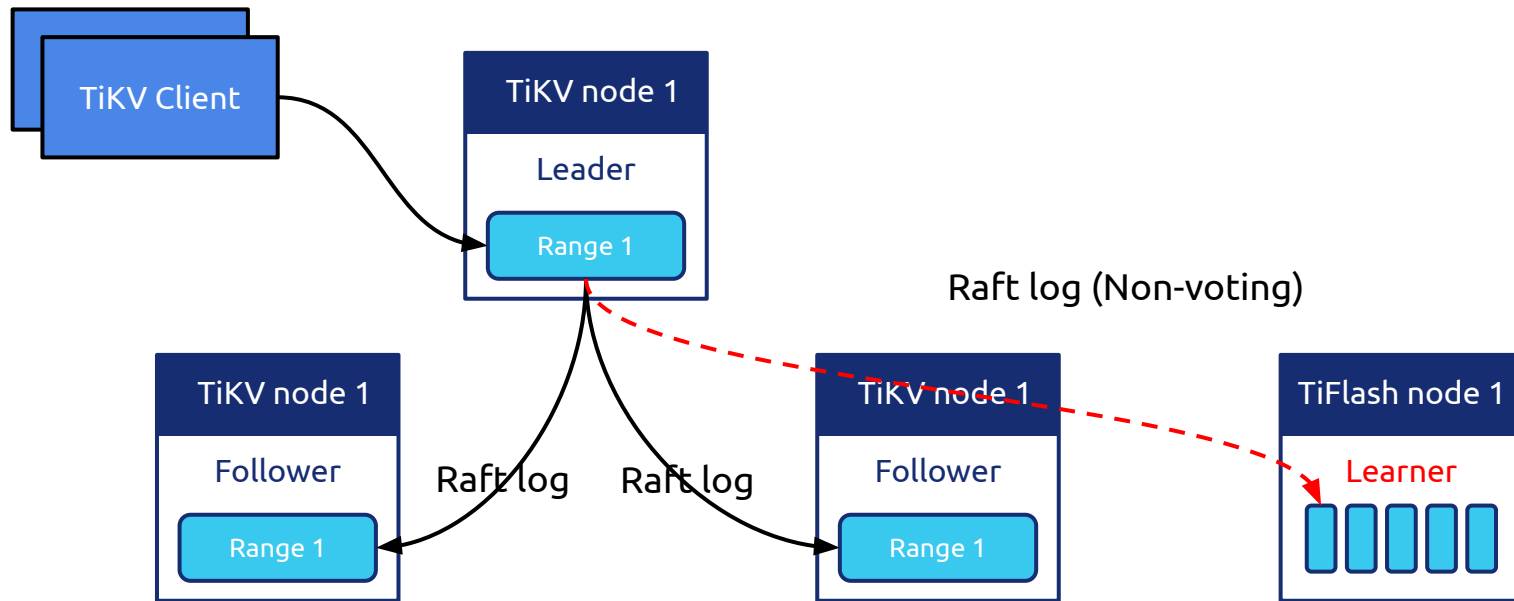 TiKV Client
TiKV node 1
Leader
Range 1
Raft log (Non-voting)
TiKV node 1
Follower
Range 1
Raft log
Raft log
TiKV node 1
Follower
Range 1
TiFlash node 1
Learner